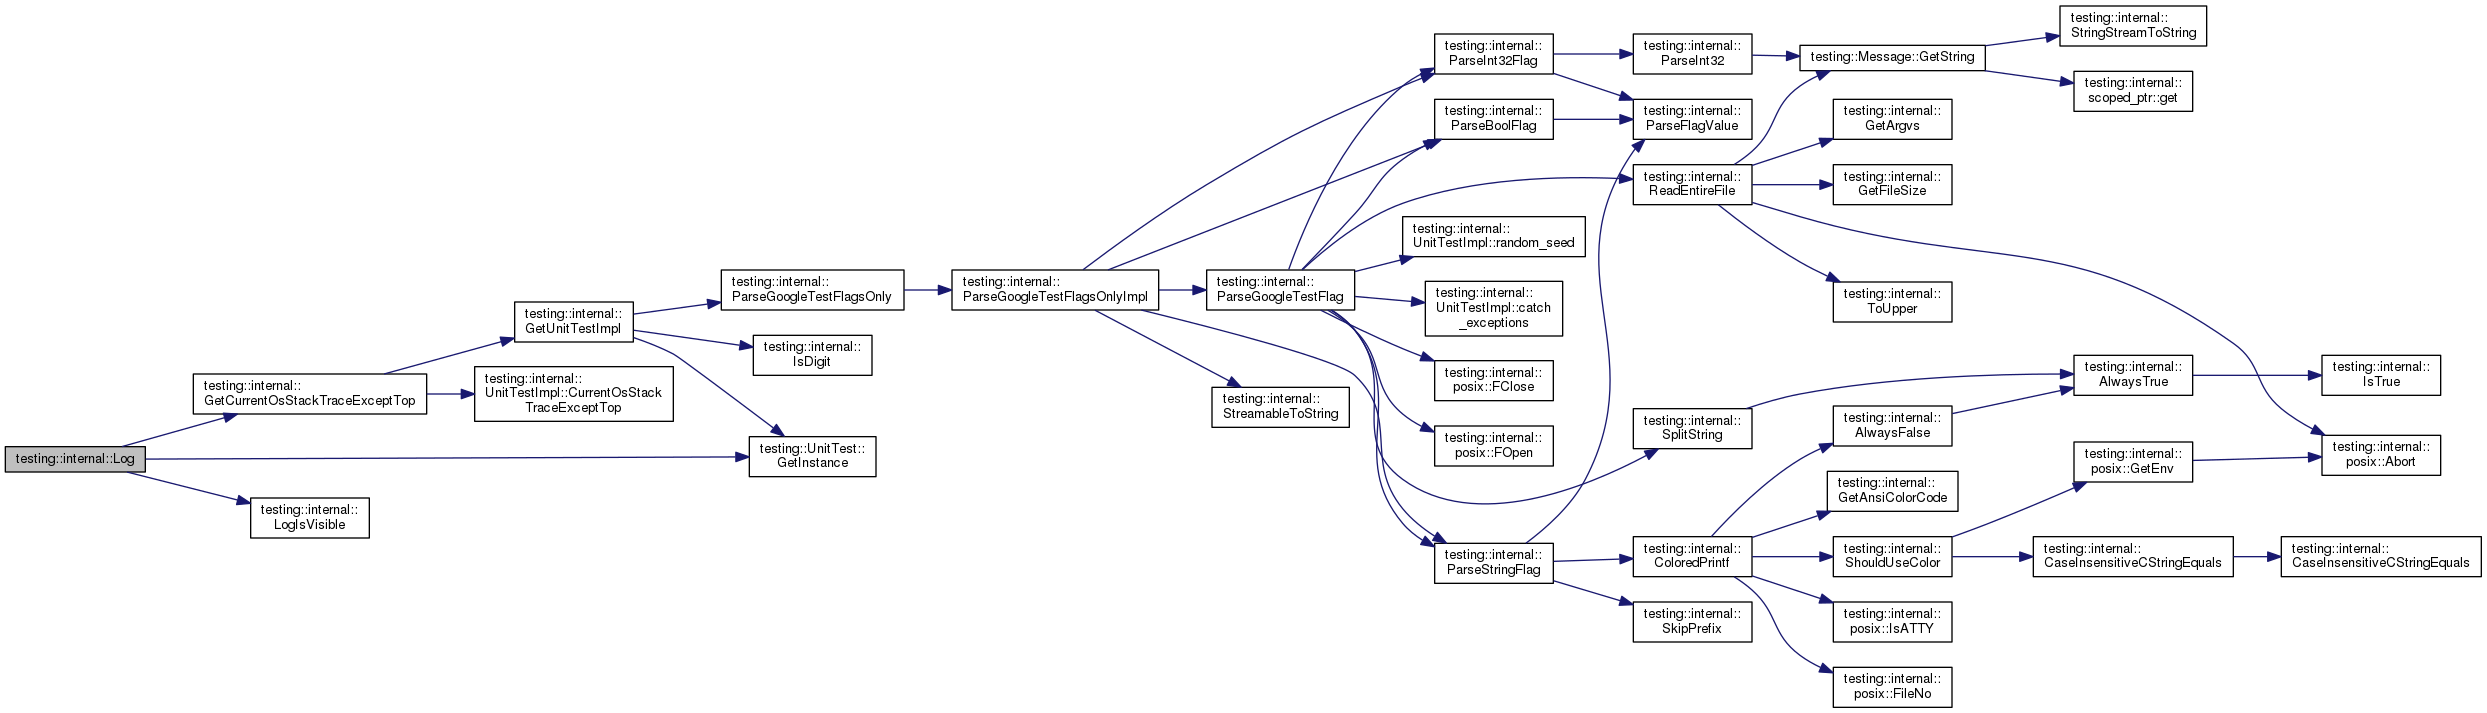 testing::internal::Log
testing::internal::
GetCurrentOsStackTraceExceptTop
testing::internal::
LogIsVisible
testing::internal::
GetUnitTestImpl
testing::internal::
UnitTestImpl::CurrentOsStack
TraceExceptTop
testing::internal::
ParseGoogleTestFlagsOnly
testing::internal::
IsDigit
testing::UnitTest::
GetInstance
testing::internal::
ParseGoogleTestFlagsOnlyImpl
testing::internal::
ParseGoogleTestFlag
testing::internal::
StreamableToString
testing::internal::
ParseInt32Flag
testing::internal::
ParseBoolFlag
testing::internal::
UnitTestImpl::random_seed
testing::internal::
UnitTestImpl::catch
_exceptions
testing::internal::
posix::FClose
testing::internal::
posix::FOpen
testing::internal::
ParseStringFlag
testing::internal::
ParseInt32
testing::internal::
ParseFlagValue
testing::internal::
ReadEntireFile
testing::internal::
SplitString
testing::internal::
ColoredPrintf
testing::internal::
SkipPrefix
testing::Message::GetString
testing::internal::
GetArgvs
testing::internal::
GetFileSize
testing::internal::
ToUpper
testing::internal::
AlwaysFalse
testing::internal::
GetAnsiColorCode
testing::internal::
ShouldUseColor
testing::internal::
posix::IsATTY
testing::internal::
posix::FileNo
testing::internal::
StringStreamToString
testing::internal::
scoped_ptr::get
testing::internal::
AlwaysTrue
testing::internal::
posix::GetEnv
testing::internal::
CaseInsensitiveCStringEquals
testing::internal::
IsTrue
testing::internal::
posix::Abort
testing::internal::
CaseInsensitiveCStringEquals